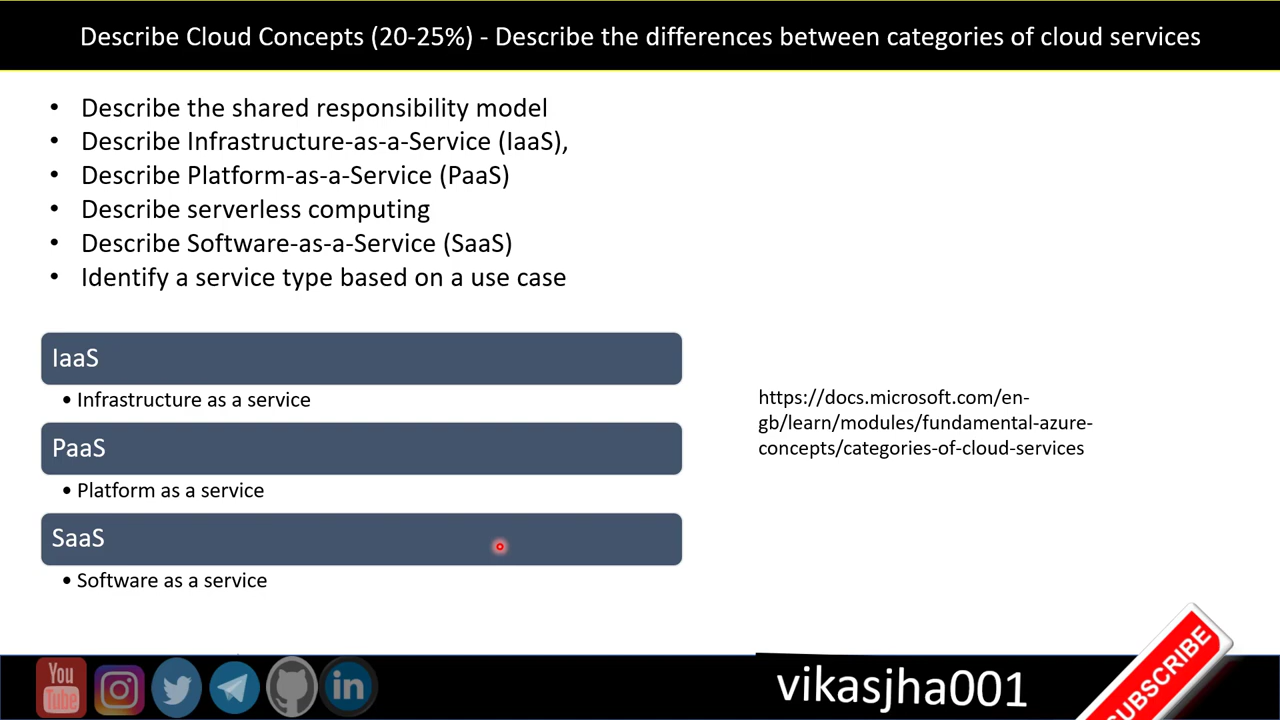 Describe Cloud Concepts (20-25%) - Describe the differences between categories of cloud services
• Describe the shared responsibility model
• Describe Infrastructure-as-a-Service (IaaS),
• Describe Platform-as-a-Service (PaaS)
• Describe serverless computing
• Describe Software-as-a-Service (SaaS)
• Identify a service type based on a use case
IaaS
• Infrastructure as a service
PaaS
• Platform as a service
SaaS
• Software as a service
https://docs.microsoft.com/en-
gb/learn/modules/fundamental-azure-
concepts/categories-of-cloud-services
You
Tube
in
vikasjha001
SUBSCRIBE